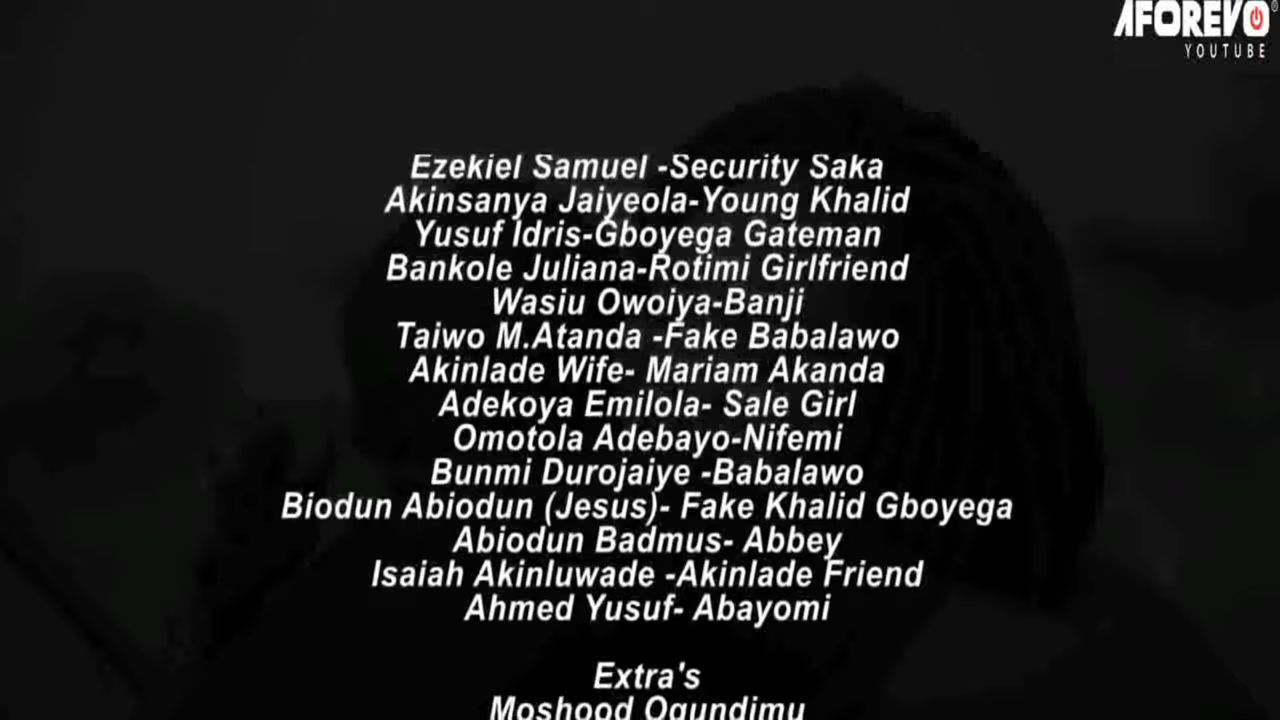 AFOREVO
YOUTUBE
Ezekiel Samuel -Security Saka
Akinsanya Jaiyeola-Young Khalid
Yusuf Idris-Gboyega Gateman
Bankole Juliana-Rotimi Girlfriend
Wasiu Owoiya-Banji
Taiwo M.Atanda -Fake Babalawo
Akinlade Wife- Mariam Akanda
Adekoya Emilola- Sale Girl
Omotola Adebayo-Nifemi
Bunmi Durojaiye -Babalawo
Biodun Abiodun (Jesus)- Fake Khalid Gboyega
Abiodun Badmus- Abbey
Isaiah Akinluwade -Akinlade Friend
Ahmed Yusuf- Abayomi
Extra's
Moshood Ogundimu